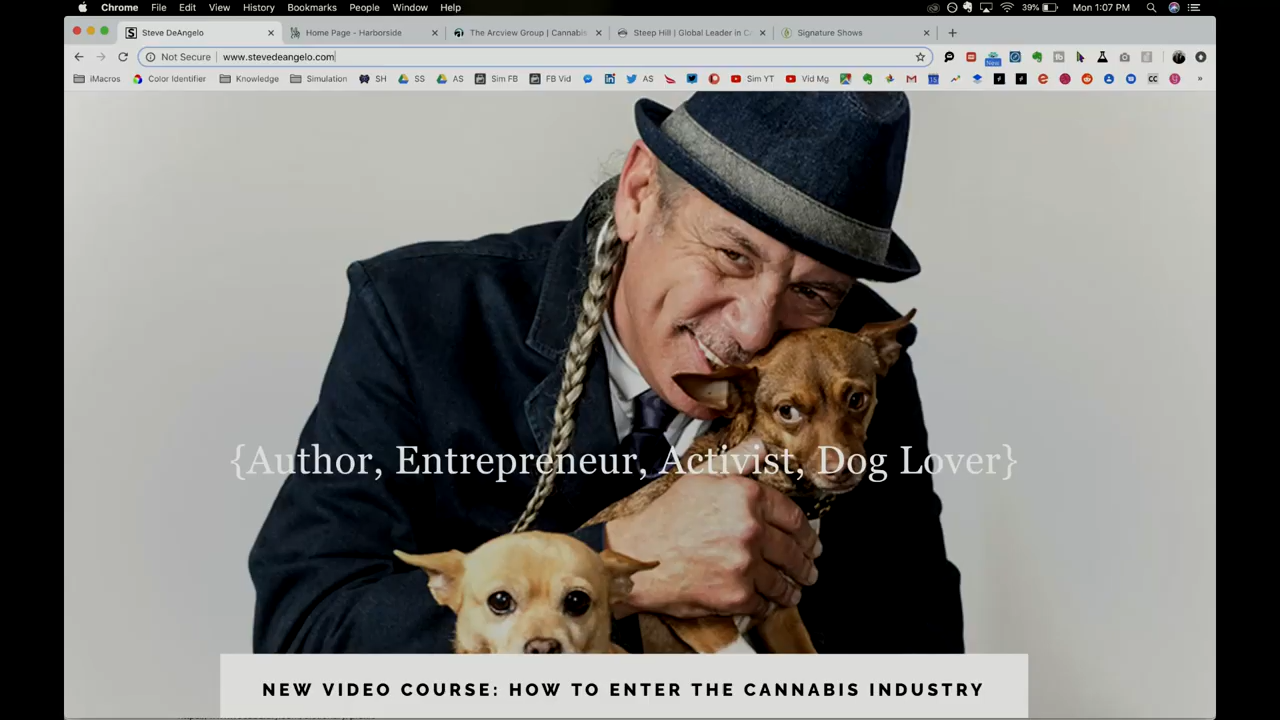 Chrome File Edit View History Bookmarks People Window Help 39% Mon 1:07 PM
Steve DeAngelo Home Page - Harborside The Arcview Group | Cannabis Steep Hill | Global Leader in C Signature Shows
Not Secure www.stevedeangelo.com
iMacros Color Identifier Knowledge Simulation SH SS AS Sim FB FB Vid AS Sim YT Vid Mg
New
{Author, Entrepreneur, Activist, Dog Lover}
NEW VIDEO COURSE: HOW TO ENTER THE CANNABIS INDUSTRY